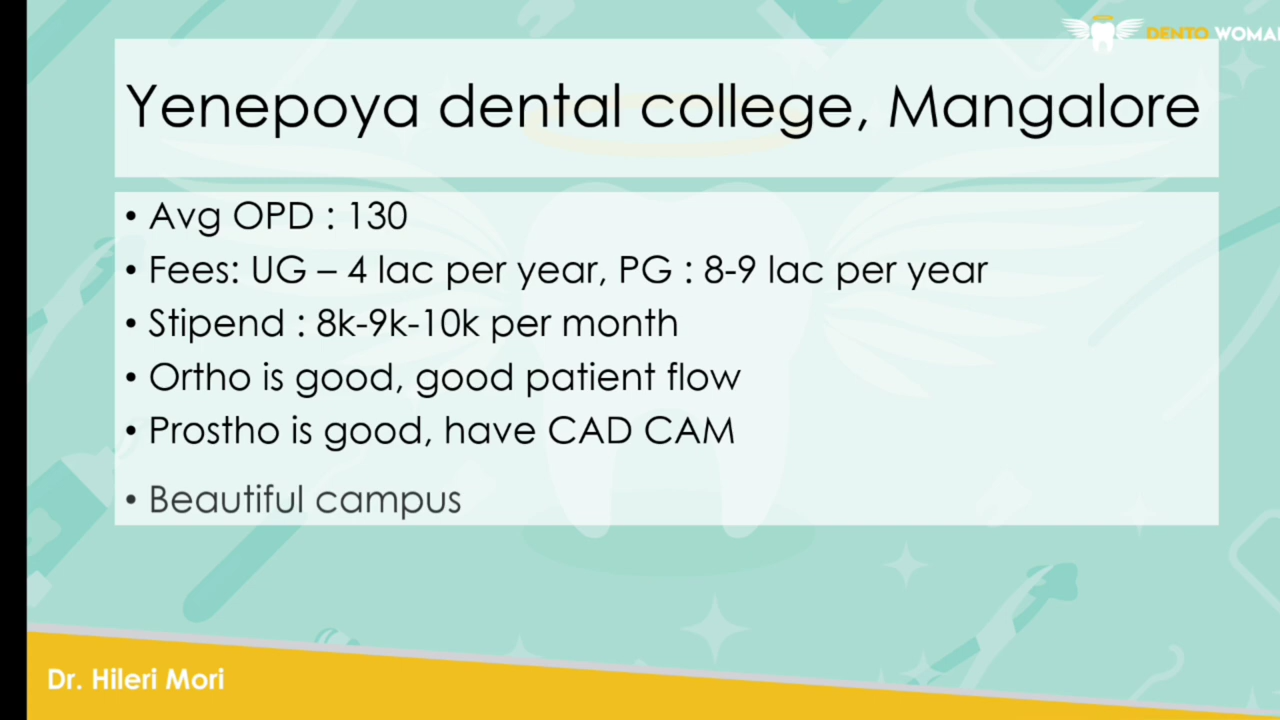 DENTO WOMA
Yenepoya dental college, Mangalore
• Avg OPD : 130
• Fees: UG – 4 lac per year, PG : 8-9 lac per year
• Stipend : 8k-9k-10k per month
• Ortho is good, good patient flow
• Prostho is good, have CAD CAM
• Beautiful campus
Dr. Hileri Mori